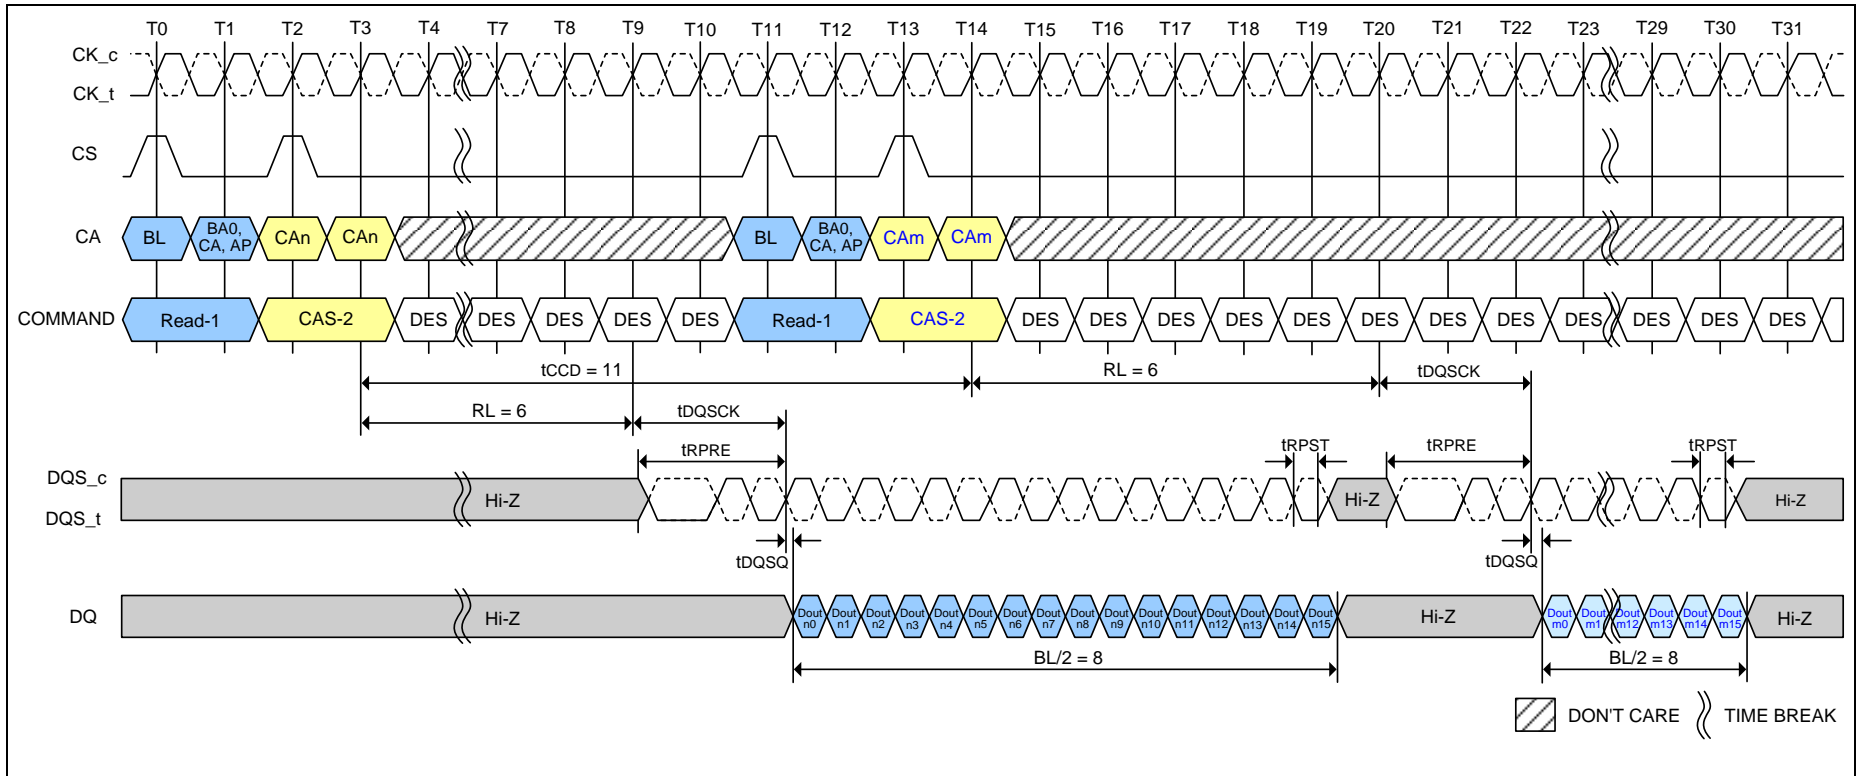 T0 T1 T2 T3 T4 T7 T8 T9 T10 T11 T12 T13 T14 T15 T16 T17 T18 T19 T20 T21 T22 T23 T29 T30 T31
CK_c
CK_t
CS
CA BL BA0, CA, AP CAn CAn BL BA0, CA, AP CAm CAm
COMMAND Read-1 CAS-2 DES DES DES DES DES Read-1 CAS-2 DES DES DES DES DES DES DES DES DES DES DES DES
tCCD = 11 RL = 6 tDQSCK
RL = 6 tDQSCK
tRPRE tRPST tRPRE tRPST
DQS_c
Hi-Z Hi-Z Hi-Z
DQS_t
tDQSQ tDQSQ
DQ Hi-Z Dout n0 Dout n1 Dout n2 Dout n3 Dout n4 Dout n5 Dout n6 Dout n7 Dout n8 Dout n9 Dout n10 Dout n11 Dout n12 Dout n13 Dout n14 Dout n15 Hi-Z Dout m0 Dout m1 Dout m12 Dout m13 Dout m14 Dout m15 Hi-Z
BL/2 = 8 BL/2 = 8
DON'T CARE TIME BREAK